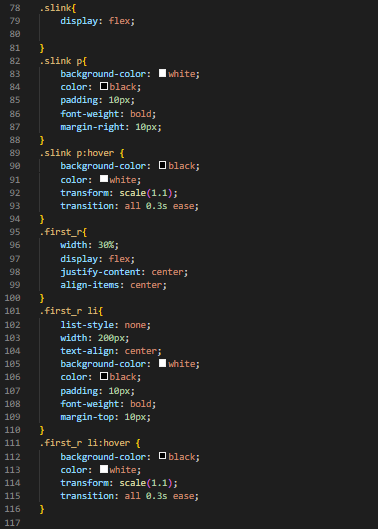 78 .slink{
79 display: flex;
80
81 }
82 .slink p{
83 background-color: white;
84 color: black;
85 padding: 10px;
86 font-weight: bold;
87 margin-right: 10px;
88 }
89 .slink p:hover {
90 background-color: black;
91 color: white;
92 transform: scale(1.1);
93 transition: all 0.3s ease;
94 }
95 .first_r{
96 width: 30%;
97 display: flex;
98 justify-content: center;
99 align-items: center;
100 }
101 .first_r li{
102 list-style: none;
103 width: 200px;
104 text-align: center;
105 background-color: white;
106 color: black;
107 padding: 10px;
108 font-weight: bold;
109 margin-top: 10px;
110 }
111 .first_r li:hover {
112 background-color: black;
113 color: white;
114 transform: scale(1.1);
115 transition: all 0.3s ease;
116 }
117